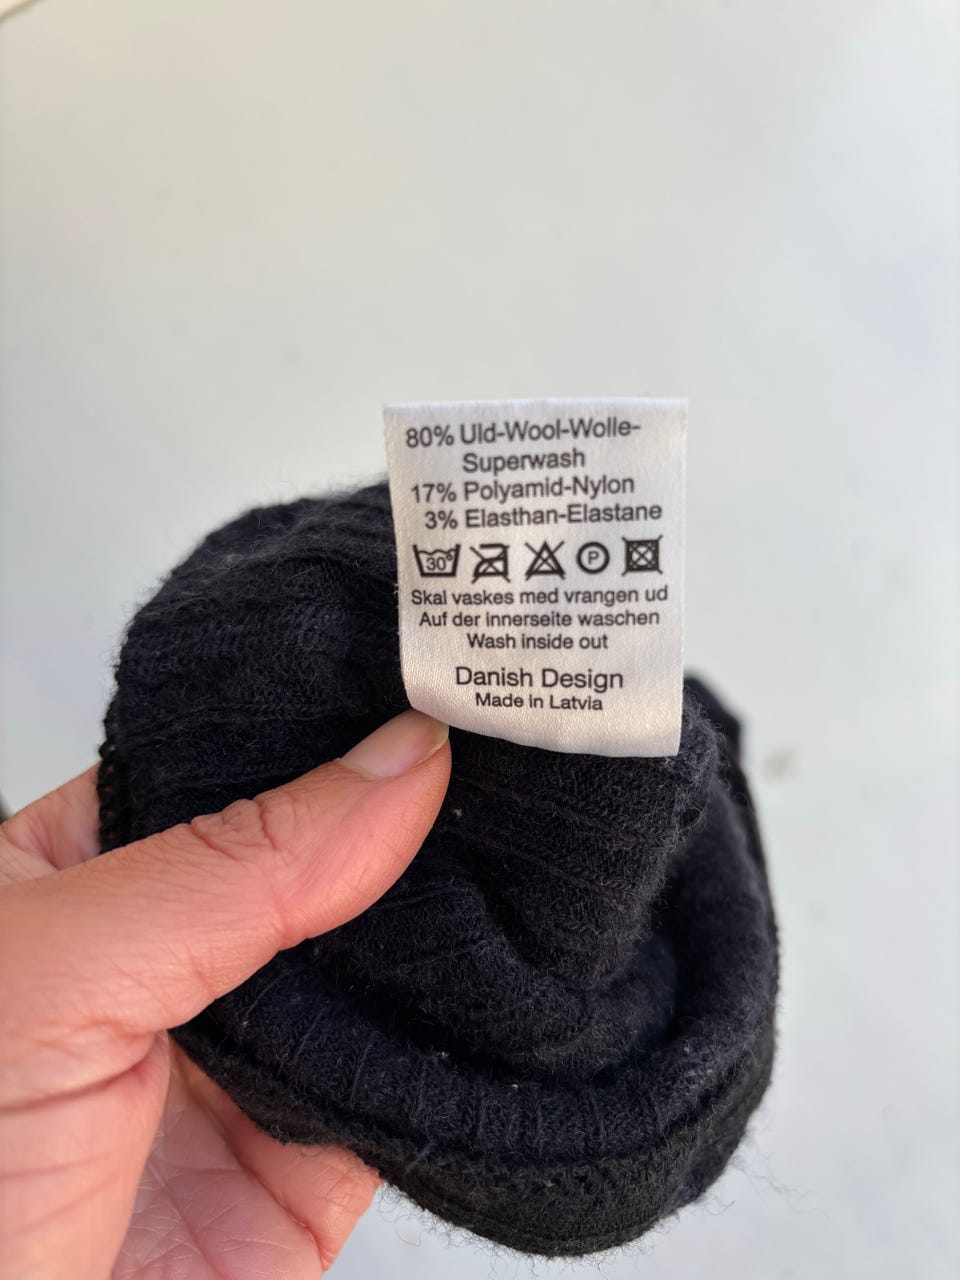 80% Uld-Wool-Wolle-
Superwash
17% Polyamid-Nylon
3% Elasthan-Elastane
30° P
Skal vaskes med vrangen ud
Auf der innerseite waschen
Wash inside out
Danish Design
Made in Latvia